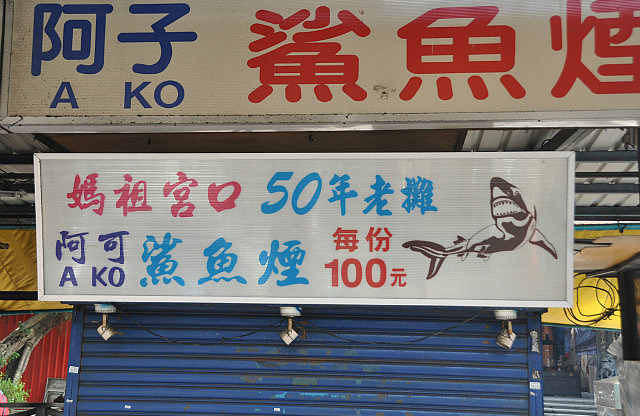 阿子 鯊魚煙
A KO
媽祖宮口 50年老攤
阿可 鯊魚煙 每份
A KO 100元